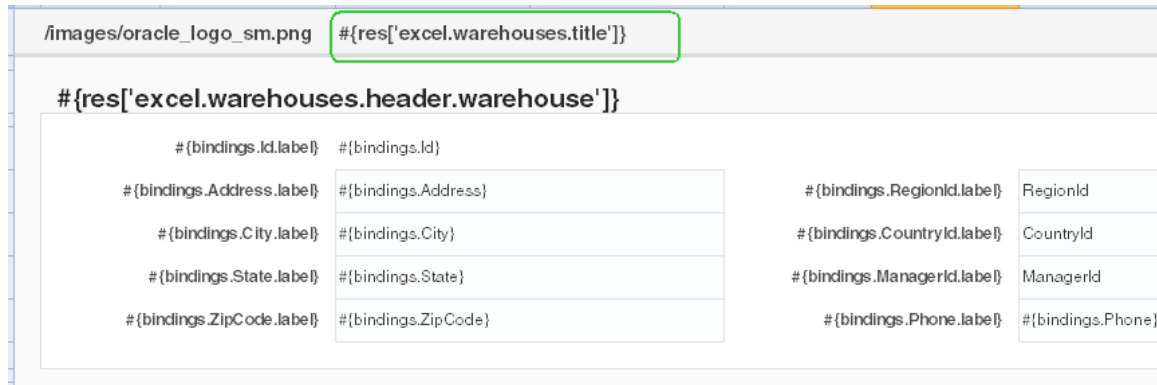 /images/oracle_logo_sm.png #{res['excel.warehouses.title']}
#{res['excel.warehouses.header.warehouse']}
#{bindings.Id.label} #{bindings.Id}
#{bindings.Address.label} #{bindings.Address} #{bindings.RegionId.label} RegionId
#{bindings.City.label} #{bindings.City} #{bindings.CountryId.label} CountryId
#{bindings.State.label} #{bindings.State} #{bindings.ManagerId.label} ManagerId
#{bindings.ZipCode.label} #{bindings.ZipCode} #{bindings.Phone.label} #{bindings.Phone}